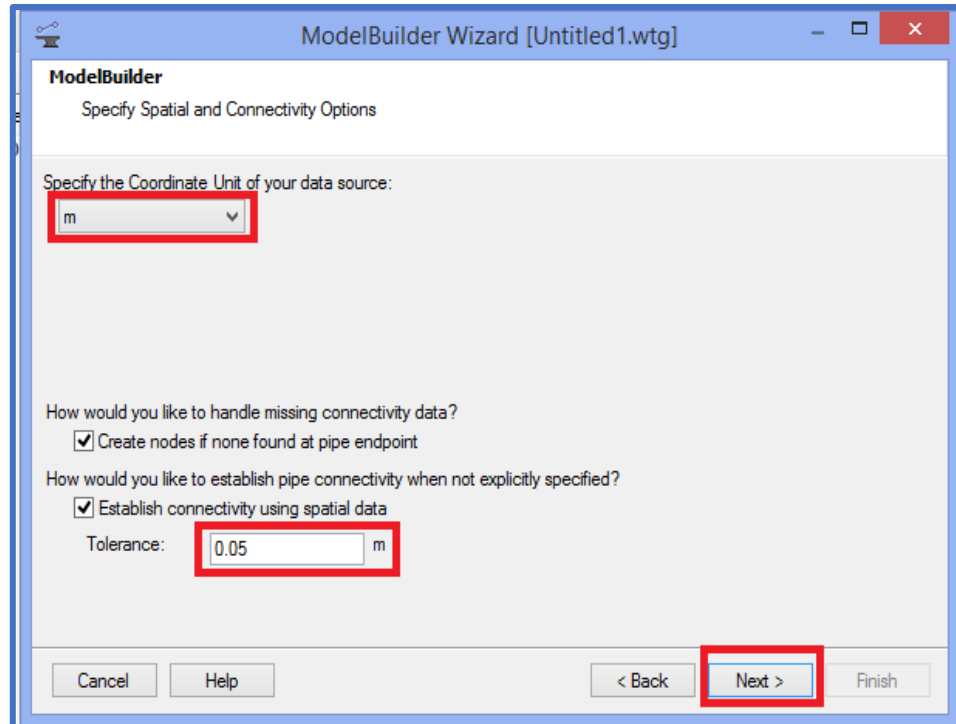 ModelBuilder Wizard [Untitled1.wtg]
ModelBuilder
Specify Spatial and Connectivity Options
Specify the Coordinate Unit of your data source:
m
How would you like to handle missing connectivity data?
Create nodes if none found at pipe endpoint
How would you like to establish pipe connectivity when not explicitly specified?
Establish connectivity using spatial data
Tolerance: 0.05 m
Cancel Help < Back Next > Finish